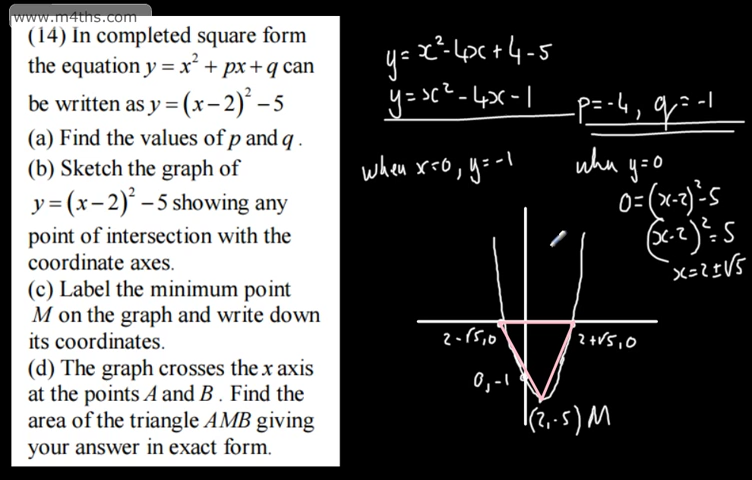 www.m4ths.com
(14) In completed square form
the equation y = x² + px + q can
be written as y = (x − 2)² − 5
(a) Find the values of p and q .
(b) Sketch the graph of
y = (x − 2)² − 5 showing any
point of intersection with the
coordinate axes.
(c) Label the minimum point
M on the graph and write down
its coordinates.
(d) The graph crosses the x axis
at the points A and B . Find the
area of the triangle AMB giving
your answer in exact form.
y = x² - 4x + 4 - 5
y = x² - 4x - 1
p = -4, q = -1
when x=0, y = -1
when y=0
0 = (x-2)² - 5
(x-2)² = 5
x = 2 ± √5
2 - √5, 0
2 + √5, 0
0, -1
(2, -5) M